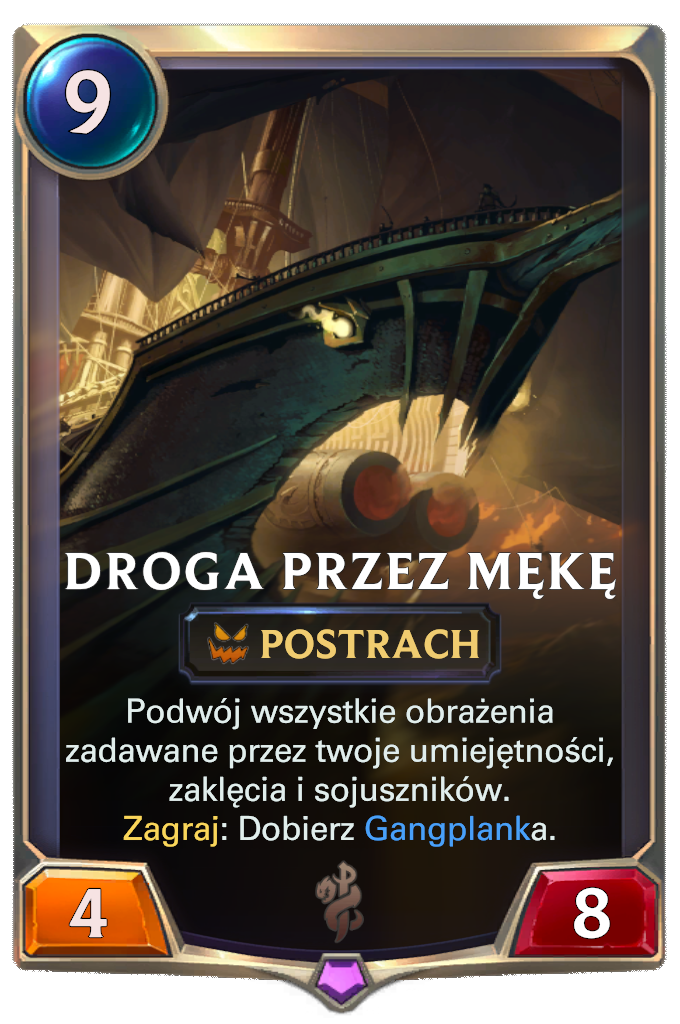 9
DROGA PRZEZ MĘKĘ
POSTRACH
Podwój wszystkie obrażenia
zadawane przez twoje umiejętności,
zaklęcia i sojuszników.
Zagraj: Dobierz Gangplanka.
4
8